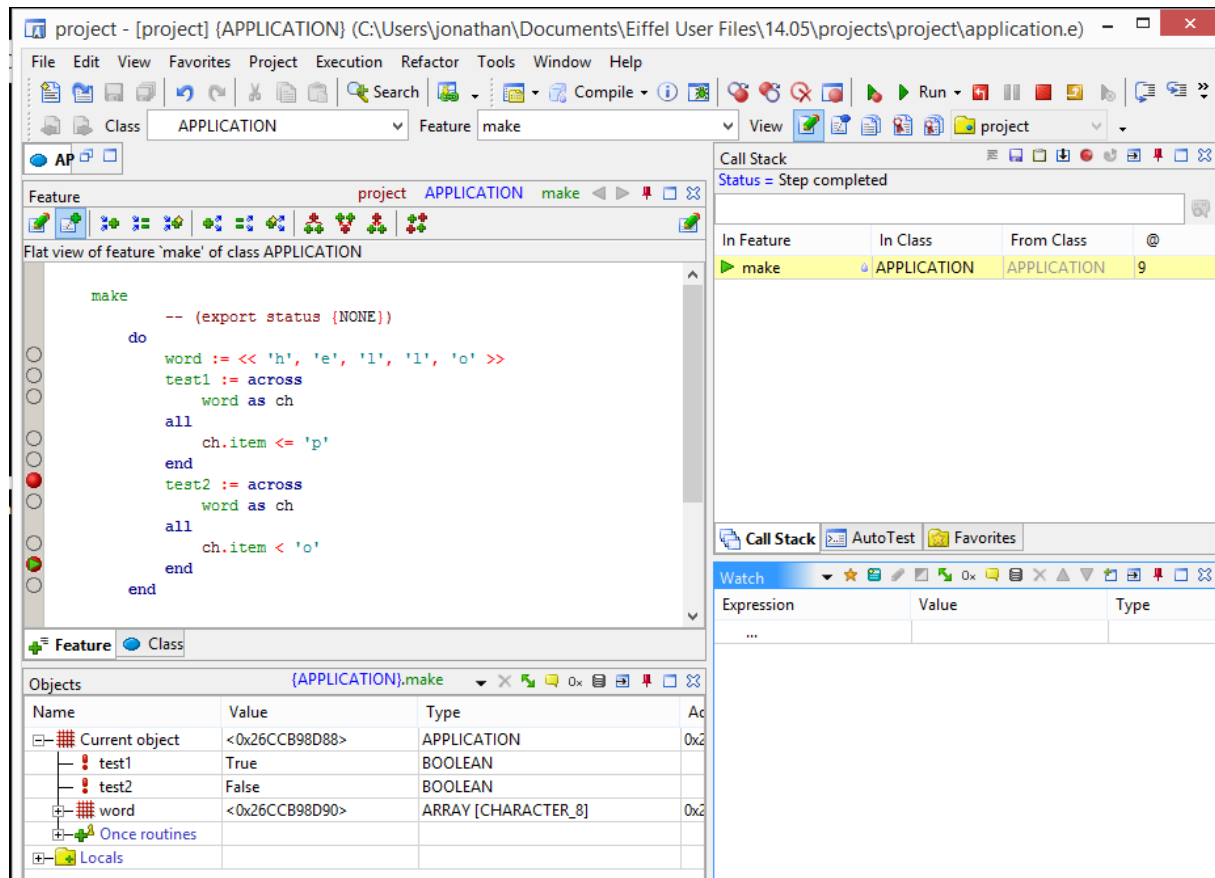 project - [project] {APPLICATION} (C:\Users\jonathan\Documents\Eiffel User Files\14.05\projects\project\application.e)
File Edit View Favorites Project Execution Refactor Tools Window Help
Search Compile Run
Class APPLICATION Feature make View project
AP
Feature project APPLICATION make
Flat view of feature `make' of class APPLICATION
make
-- (export status {NONE})
do
word := << 'h', 'e', 'l', 'l', 'o' >>
test1 := across
word as ch
all
ch.item <= 'p'
end
test2 := across
word as ch
all
ch.item < 'o'
end
end
Feature Class
Objects {APPLICATION}.make 0x
Name Value Type
Current object <0x26CCB98D88> APPLICATION 0x2
test1 True BOOLEAN
test2 False BOOLEAN
word <0x26CCB98D90> ARRAY [CHARACTER_8] 0x2
Once routines
Locals
Call Stack
Status = Step completed
In Feature In Class From Class @
make APPLICATION APPLICATION 9
Call Stack AutoTest Favorites
Watch 0x
Expression Value Type
...